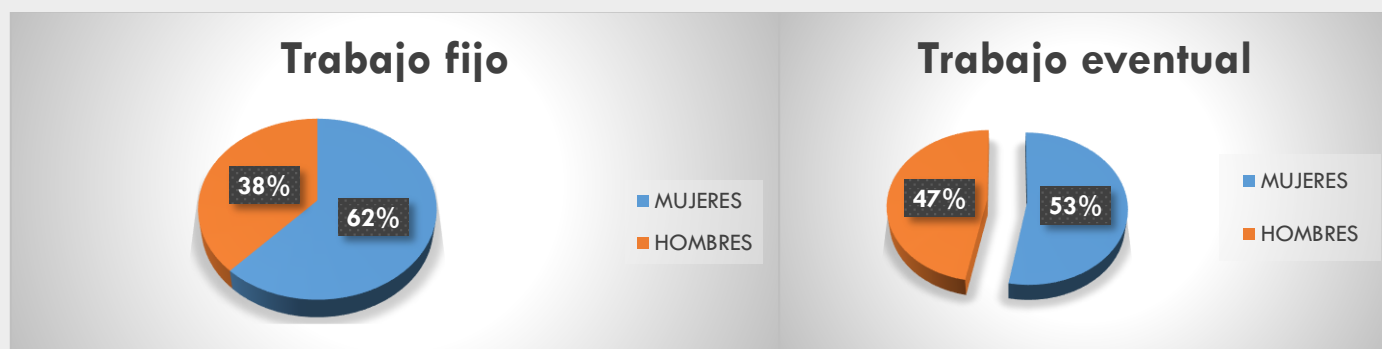 Trabajo fijo
38%
62%
MUJERES
HOMBRES
Trabajo eventual
47%
53%
MUJERES
HOMBRES